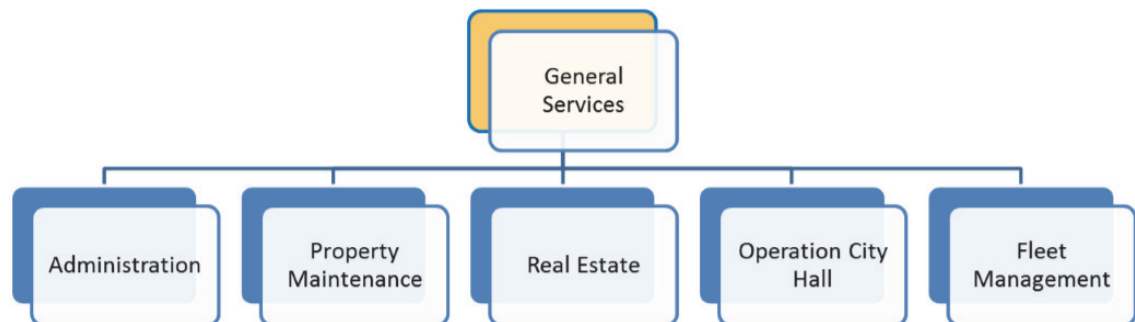 General
Services
Administration
Property
Maintenance
Real Estate
Operation City
Hall
Fleet
Management